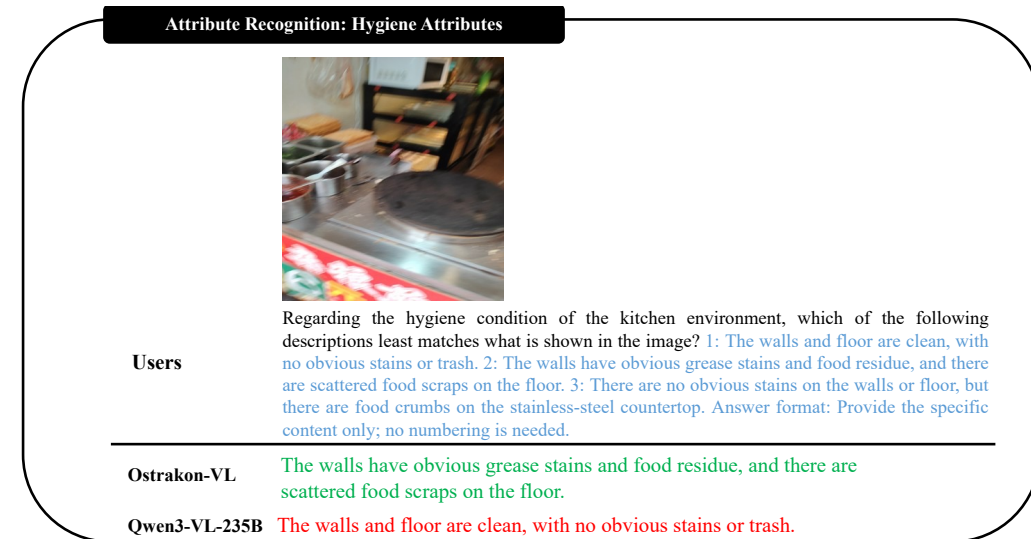 Attribute Recognition: Hygiene Attributes
Regarding the hygiene condition of the kitchen environment, which of the following
descriptions least matches what is shown in the image? 1: The walls and floor are clean, with
no obvious stains or trash. 2: The walls have obvious grease stains and food residue, and there
are scattered food scraps on the floor. 3: There are no obvious stains on the walls or floor, but
there are food crumbs on the stainless-steel countertop. Answer format: Provide the specific
content only; no numbering is needed.
Users
Ostrakon-VL
The walls have obvious grease stains and food residue, and there are
scattered food scraps on the floor.
Qwen3-VL-235B
The walls and floor are clean, with no obvious stains or trash.